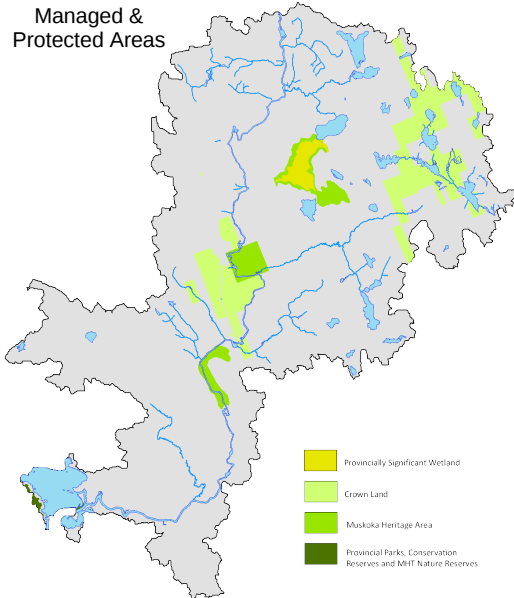 Managed &
Protected Areas
Provincially Significant Wetland
Crown Land
Muskoka Heritage Area
Provincial Parks, Conservation
Reserves and MHT Nature Reserves